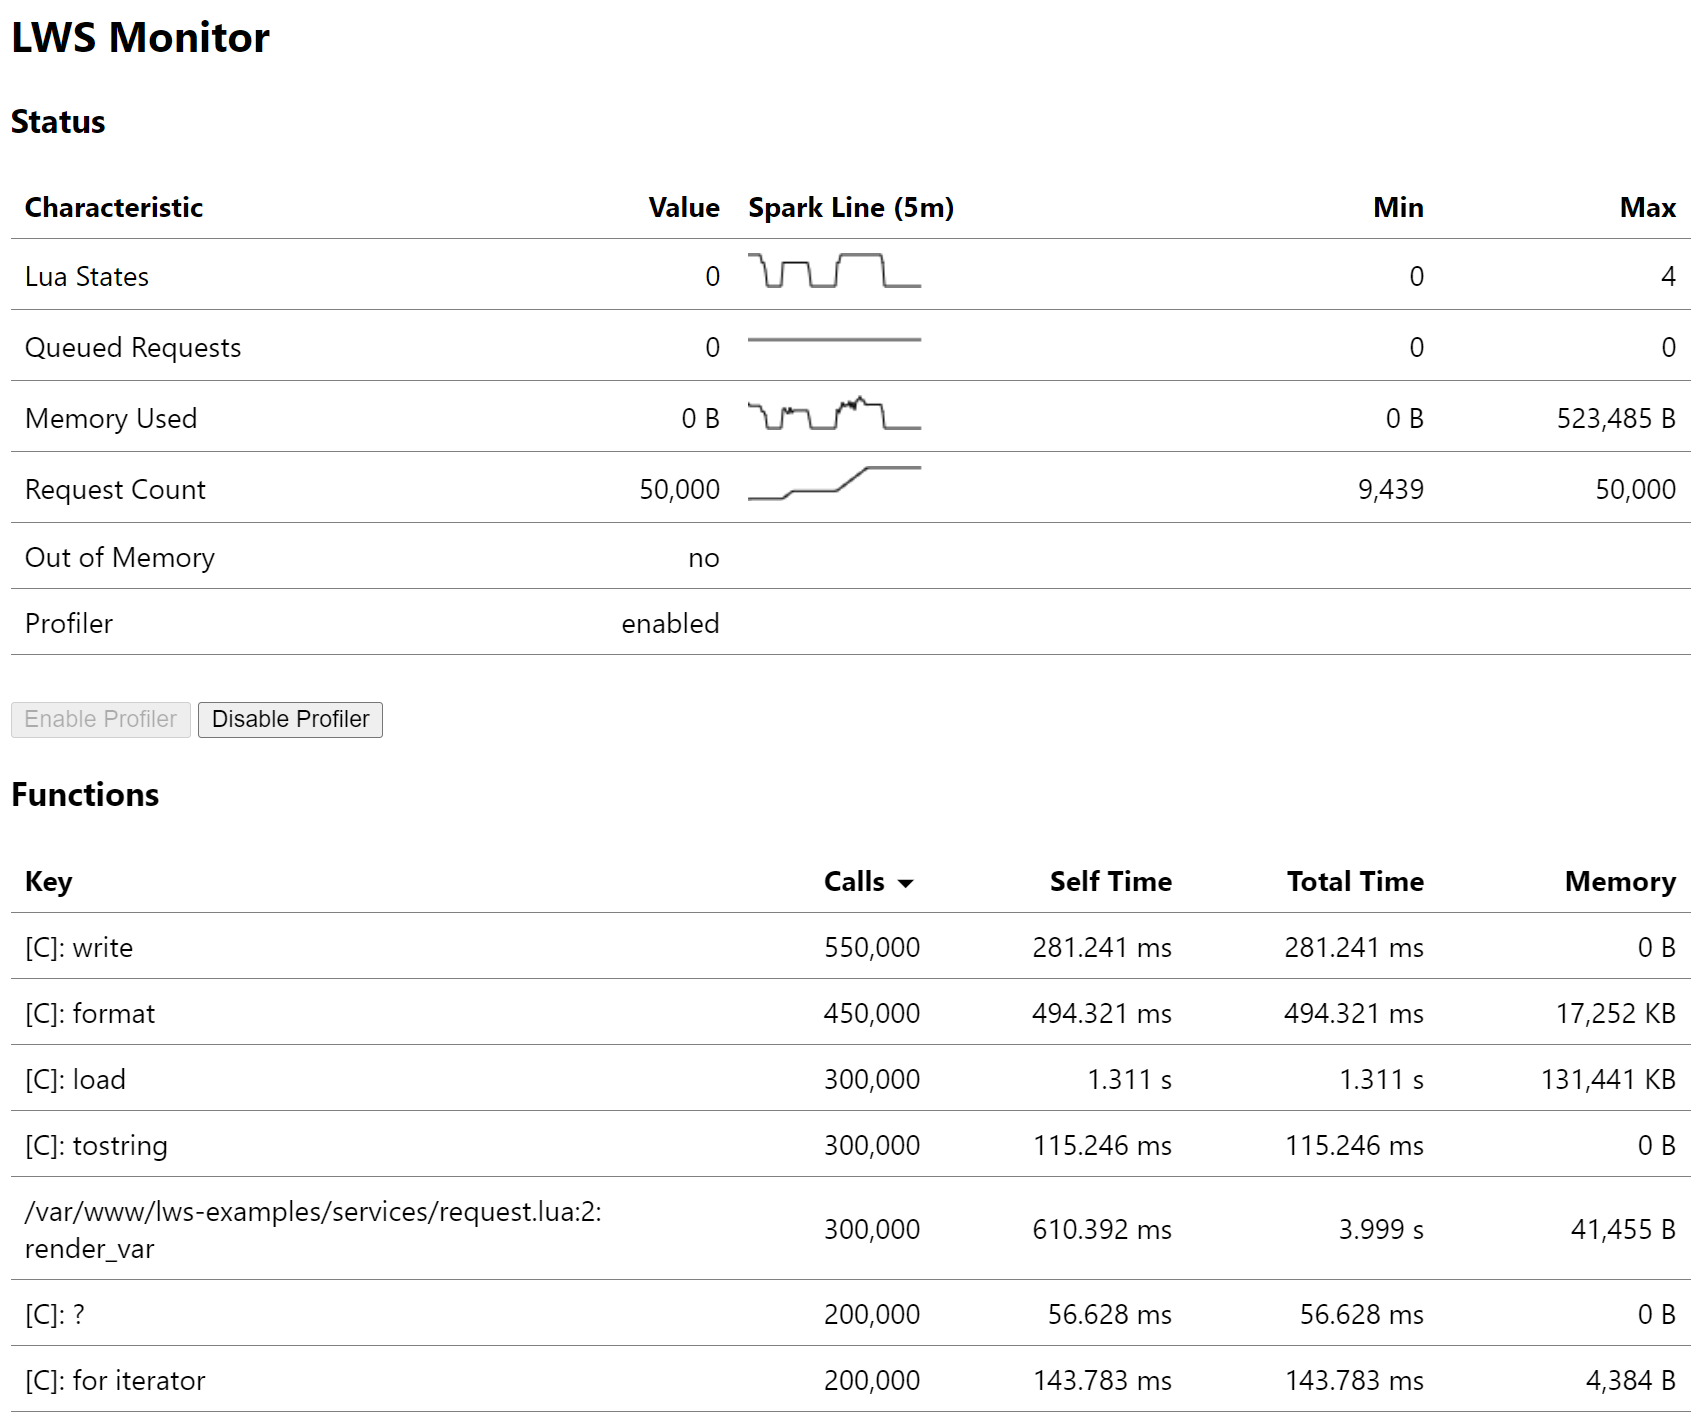 LWS Monitor
Status
Characteristic Value Spark Line (5m) Min Max
Lua States 0 0 4
Queued Requests 0 0 0
Memory Used 0 B 0 B 523,485 B
Request Count 50,000 9,439 50,000
Out of Memory no
Profiler enabled
Enable Profiler Disable Profiler
Functions
Key Calls Self Time Total Time Memory
[C]: write 550,000 281.241 ms 281.241 ms 0 B
[C]: format 450,000 494.321 ms 494.321 ms 17,252 KB
[C]: load 300,000 1.311 s 1.311 s 131,441 KB
[C]: tostring 300,000 115.246 ms 115.246 ms 0 B
/var/www/lws-examples/services/request.lua:2:
render_var 300,000 610.392 ms 3.999 s 41,455 B
[C]: ? 200,000 56.628 ms 56.628 ms 0 B
[C]: for iterator 200,000 143.783 ms 143.783 ms 4,384 B